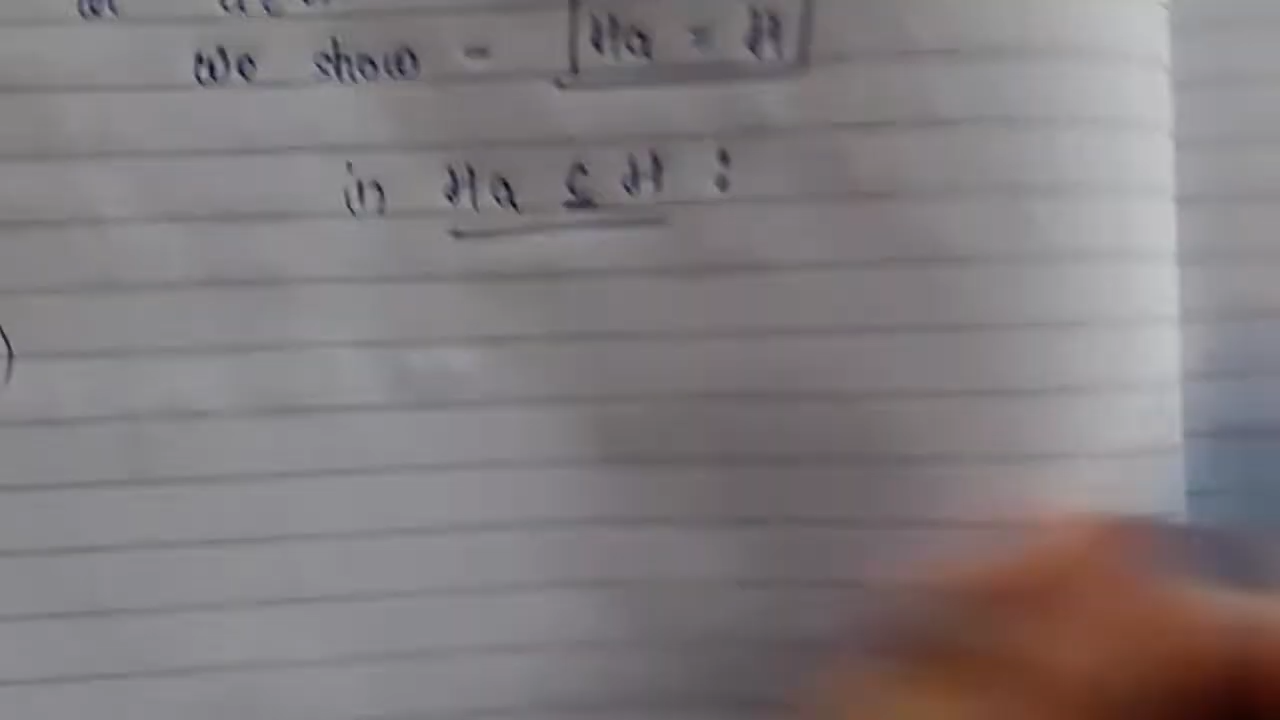 we show - Ha = H
i) Ha ⊆ H :
)